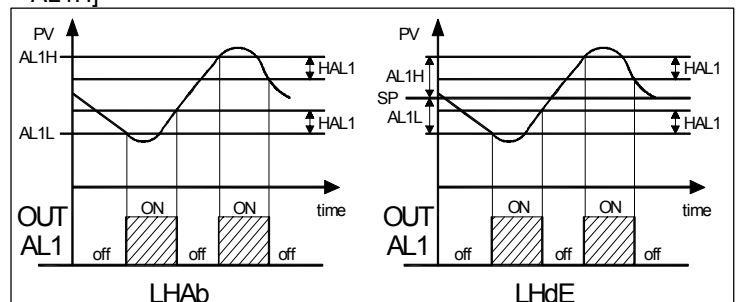 AL1H]
PV
AL1H
HAL1
HAL1
AL1L
time
OUT
AL1
off
ON
off
ON
off
LHAb
PV
AL1H
HAL1
SP
AL1L
HAL1
time
OUT
AL1
off
ON
off
ON
off
LHdE